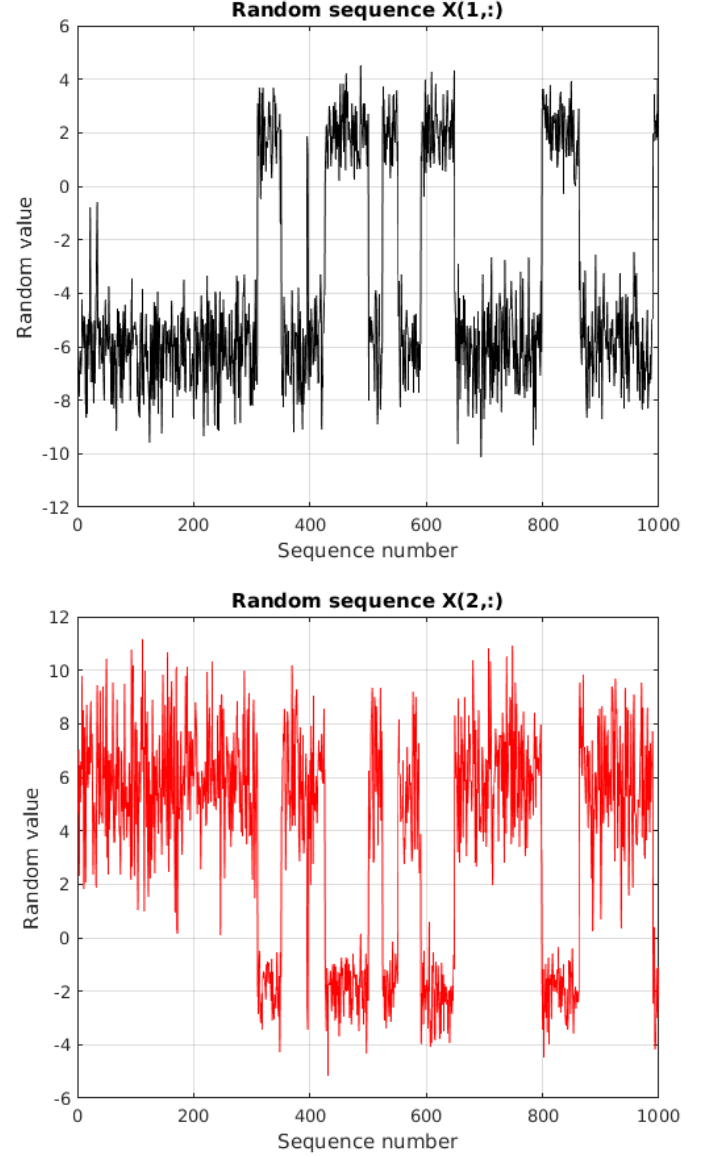 Random sequence X(1,:)
6
4
2
0
-2
-4
-6
-8
-10
-12
Random value
0 200 400 600 800 1000
Sequence number
Random sequence X(2,:)
12
10
8
6
4
2
0
-2
-4
-6
Random value
0 200 400 600 800 1000
Sequence number